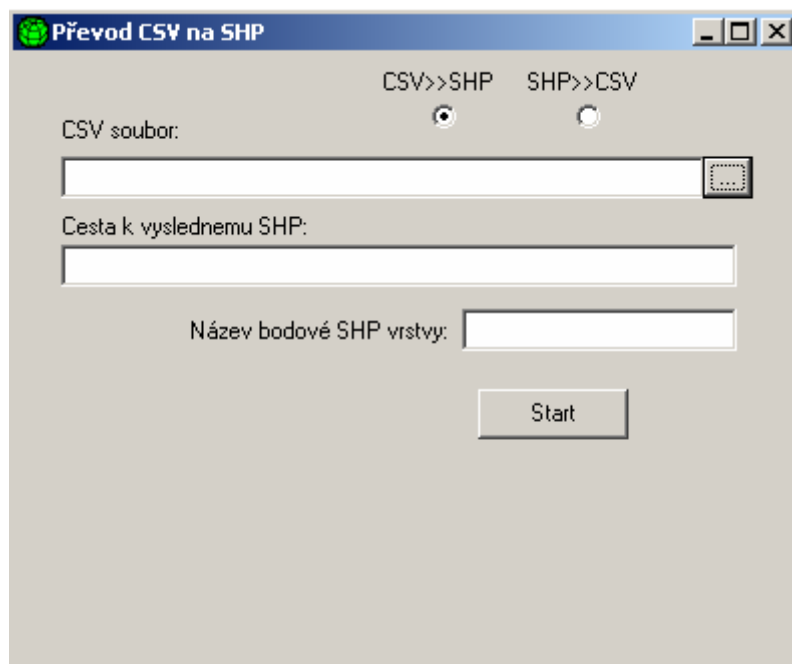 Převod CSV na SHP
CSV>>SHP SHP>>CSV
CSV soubor:
...
Cesta k vyslednemu SHP:
Název bodové SHP vrstvy:
Start